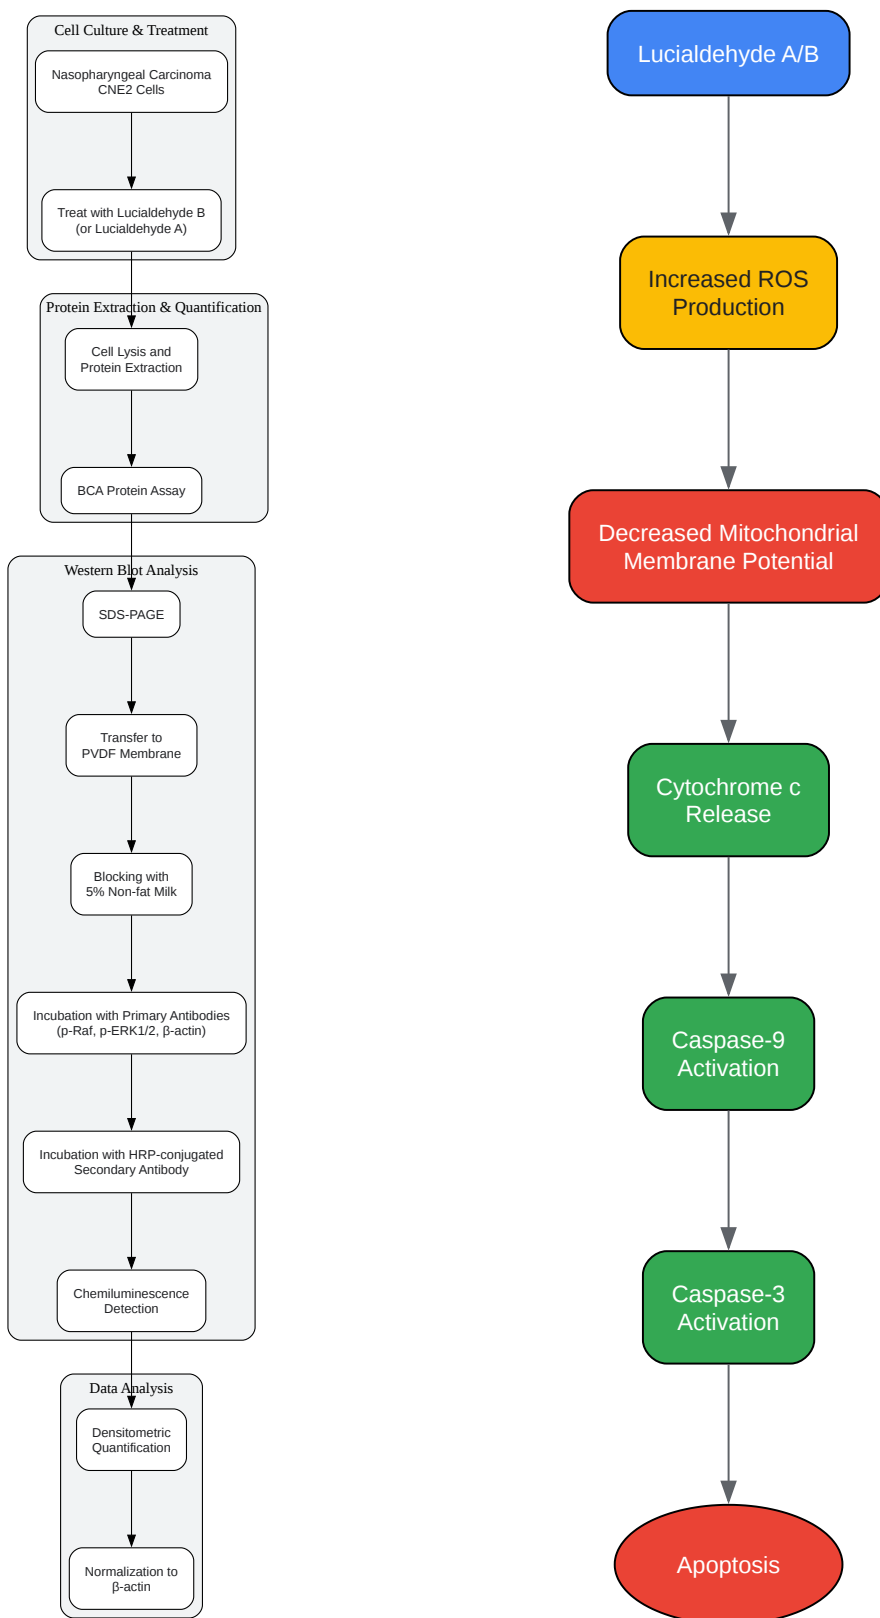 Cell Culture & Treatment
Nasopharyngeal Carcinoma
CNE2 Cells
Treat with Lucialdehyde B
(or Lucialdehyde A)
Protein Extraction & Quantification
Cell Lysis and
Protein Extraction
BCA Protein Assay
Western Blot Analysis
SDS-PAGE
Transfer to
PVDF Membrane
Blocking with
5% Non-fat Milk
Incubation with Primary Antibodies
(p-Raf, p-ERK1/2, β-actin)
Incubation with HRP-conjugated
Secondary Antibody
Chemiluminescence
Detection
Data Analysis
Densitometric
Quantification
Normalization to
β-actin
Lucialdehyde A/B
Increased ROS
Production
Decreased Mitochondrial
Membrane Potential
Cytochrome c
Release
Caspase-9
Activation
Caspase-3
Activation
Apoptosis